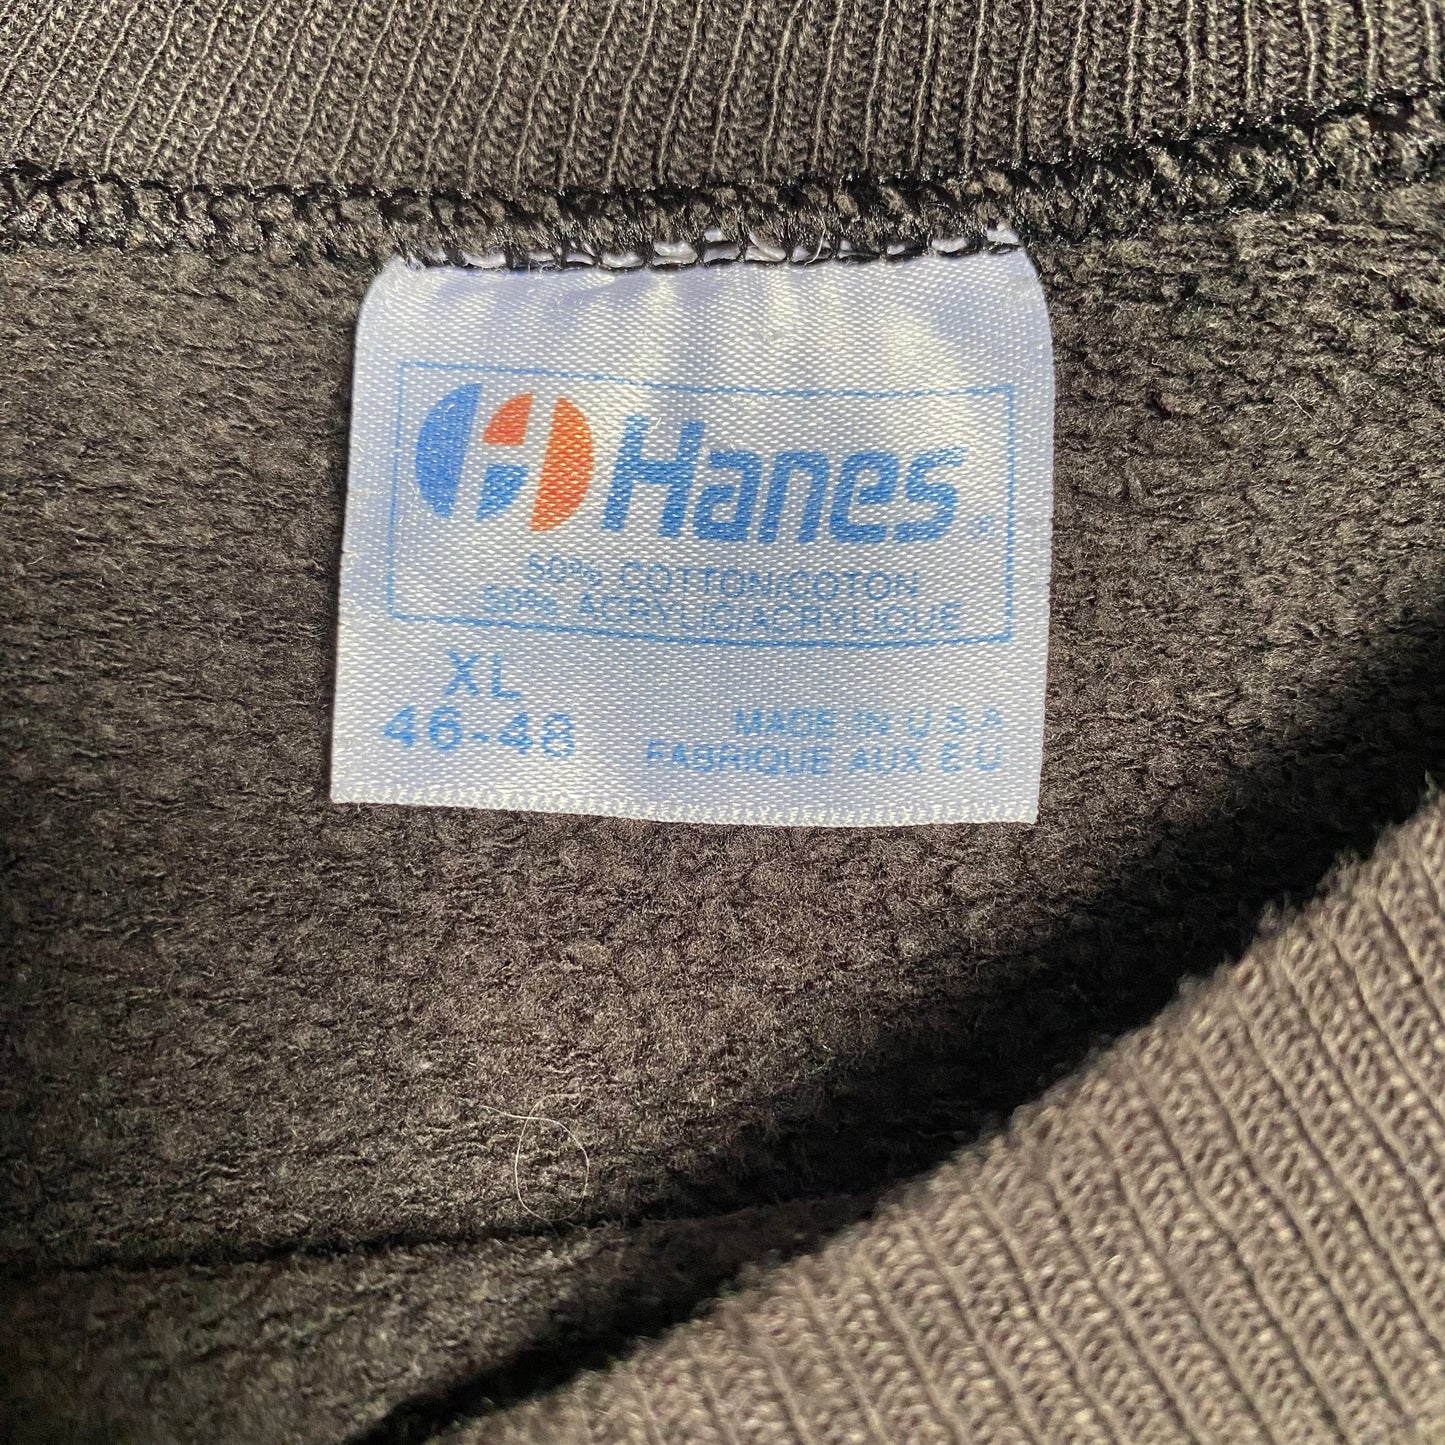 Hanes®
50% COTTON/COTON
50% ACRYLIC/ACRYLIQUE
XL
46-48
MADE IN U.S.A
FABRIQUE AUX E-U